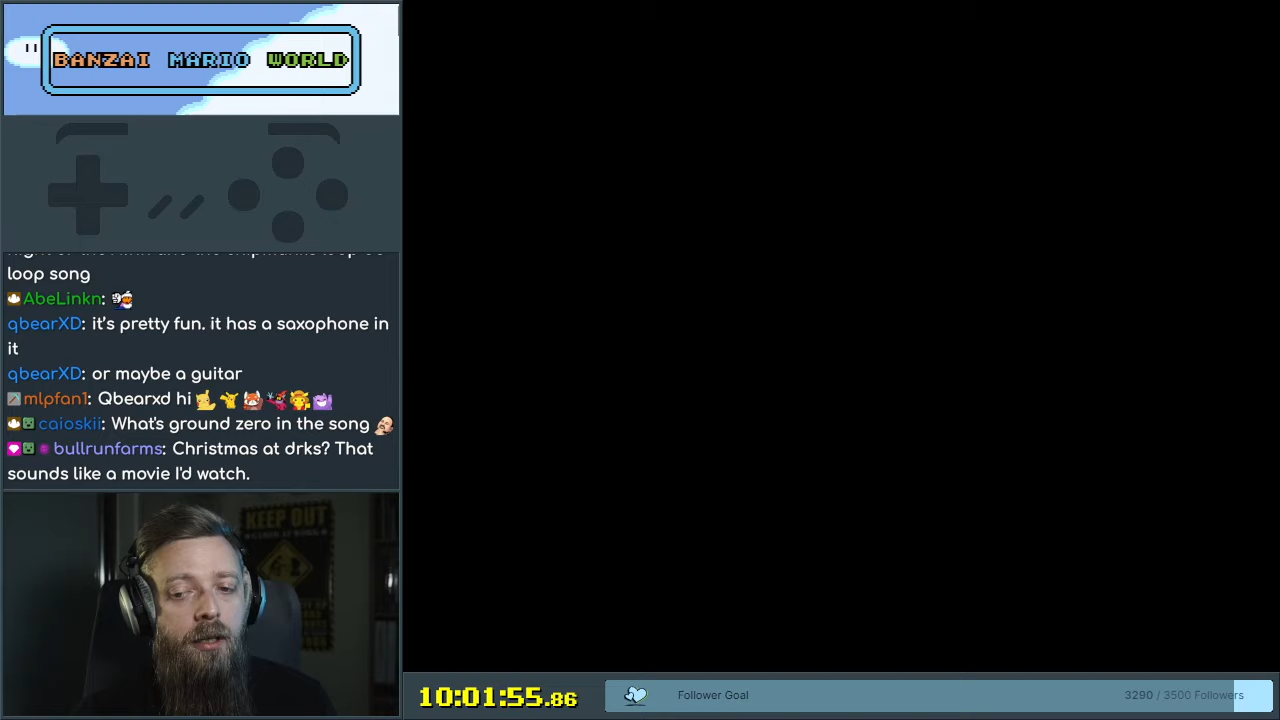 BANZAI MARIO WORLD
loop song
AbeLinkn:
qbearXD: it's pretty fun. it has a saxophone in
it
qbearXD: or maybe a guitar
mlpfan1: Qbearxd hi
caioskii: What's ground zero in the song
bullrunfarms: Christmas at drks? That
sounds like a movie I'd watch.
KEEP OUT
10:01:55.86
Follower Goal
3290 / 3500 Followers